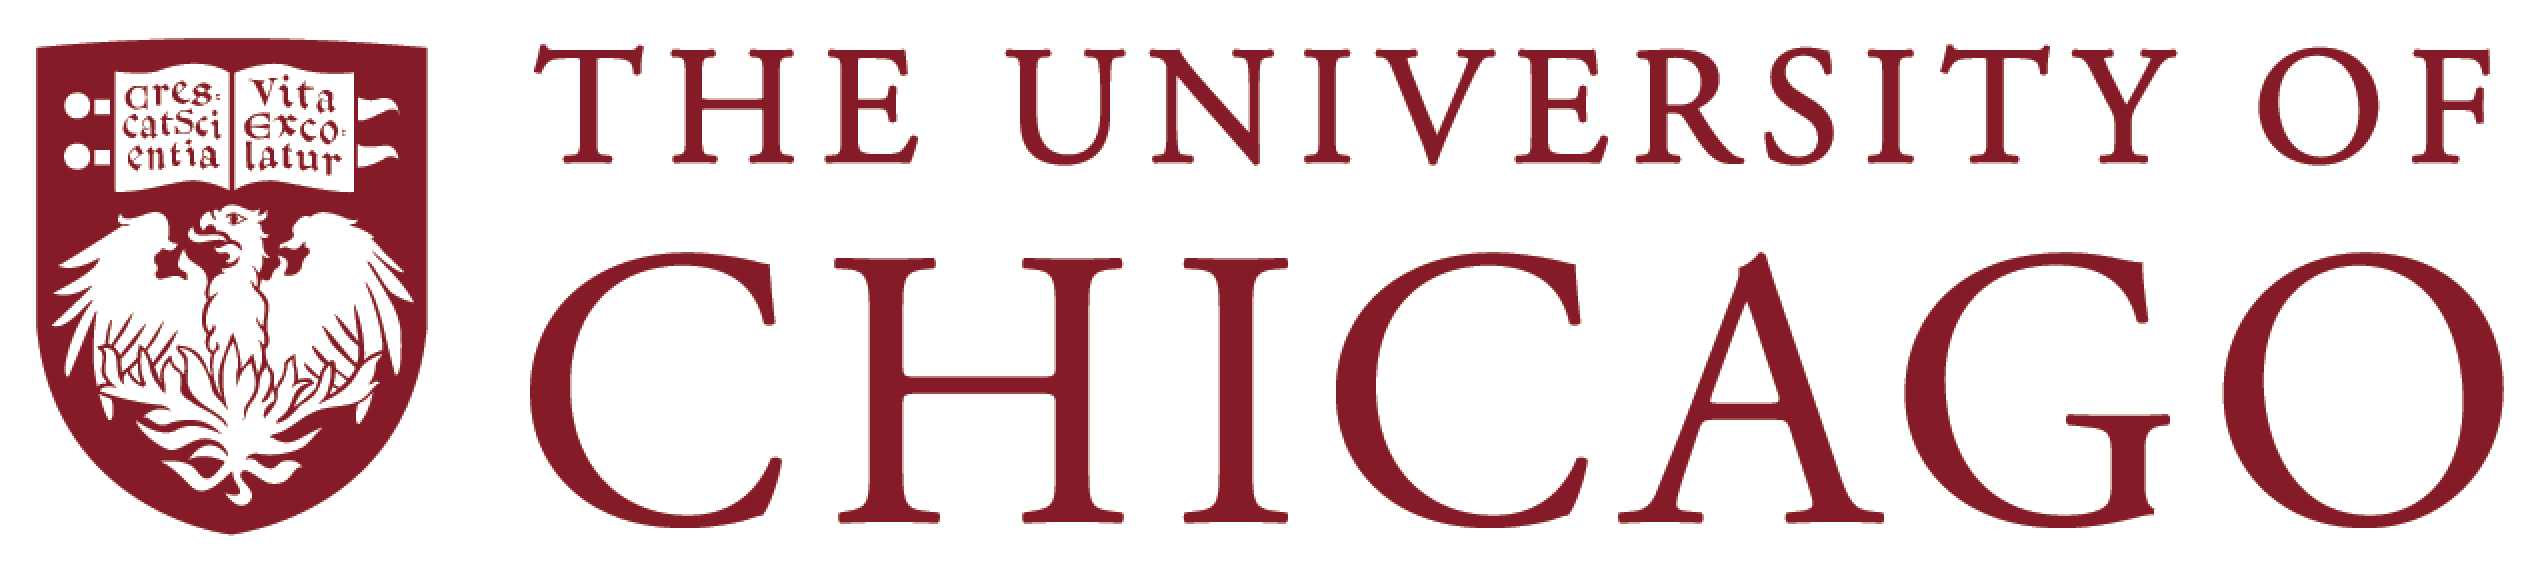 Cres:
catSci
entia
Vita
Exco:
latur
THE UNIVERSITY OF
CHICAGO